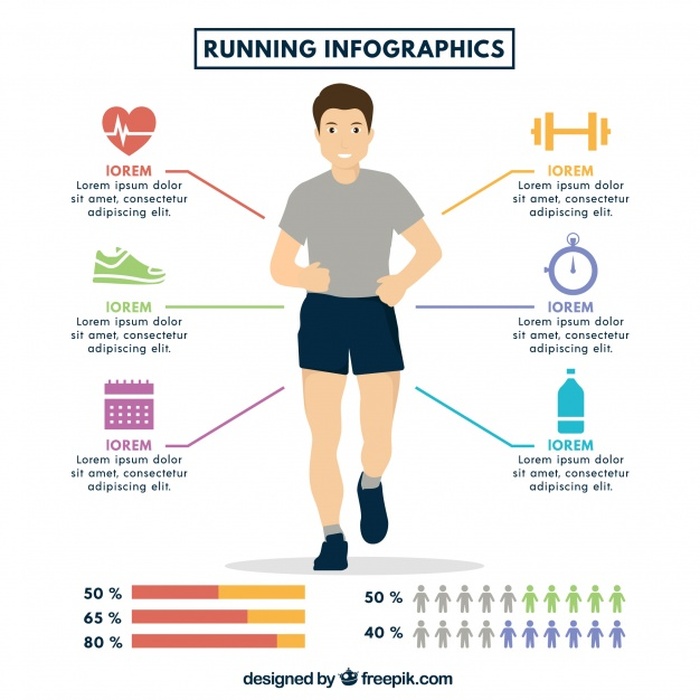 RUNNING INFOGRAPHICS
IOREM
Lorem ipsum dolor
sit amet, consectetur
adipiscing elit.
IOREM
Lorem ipsum dolor
sit amet, consectetur
adipiscing elit.
IOREM
Lorem ipsum dolor
sit amet, consectetur
adipiscing elit.
IOREM
Lorem ipsum dolor
sit amet, consectetur
adipiscing elit.
IOREM
Lorem ipsum dolor
sit amet, consectetur
adipiscing elit.
IOREM
Lorem ipsum dolor
sit amet, consectetur
adipiscing elit.
50 %
65 %
80 %
50 %
40 %
designed by freepik.com